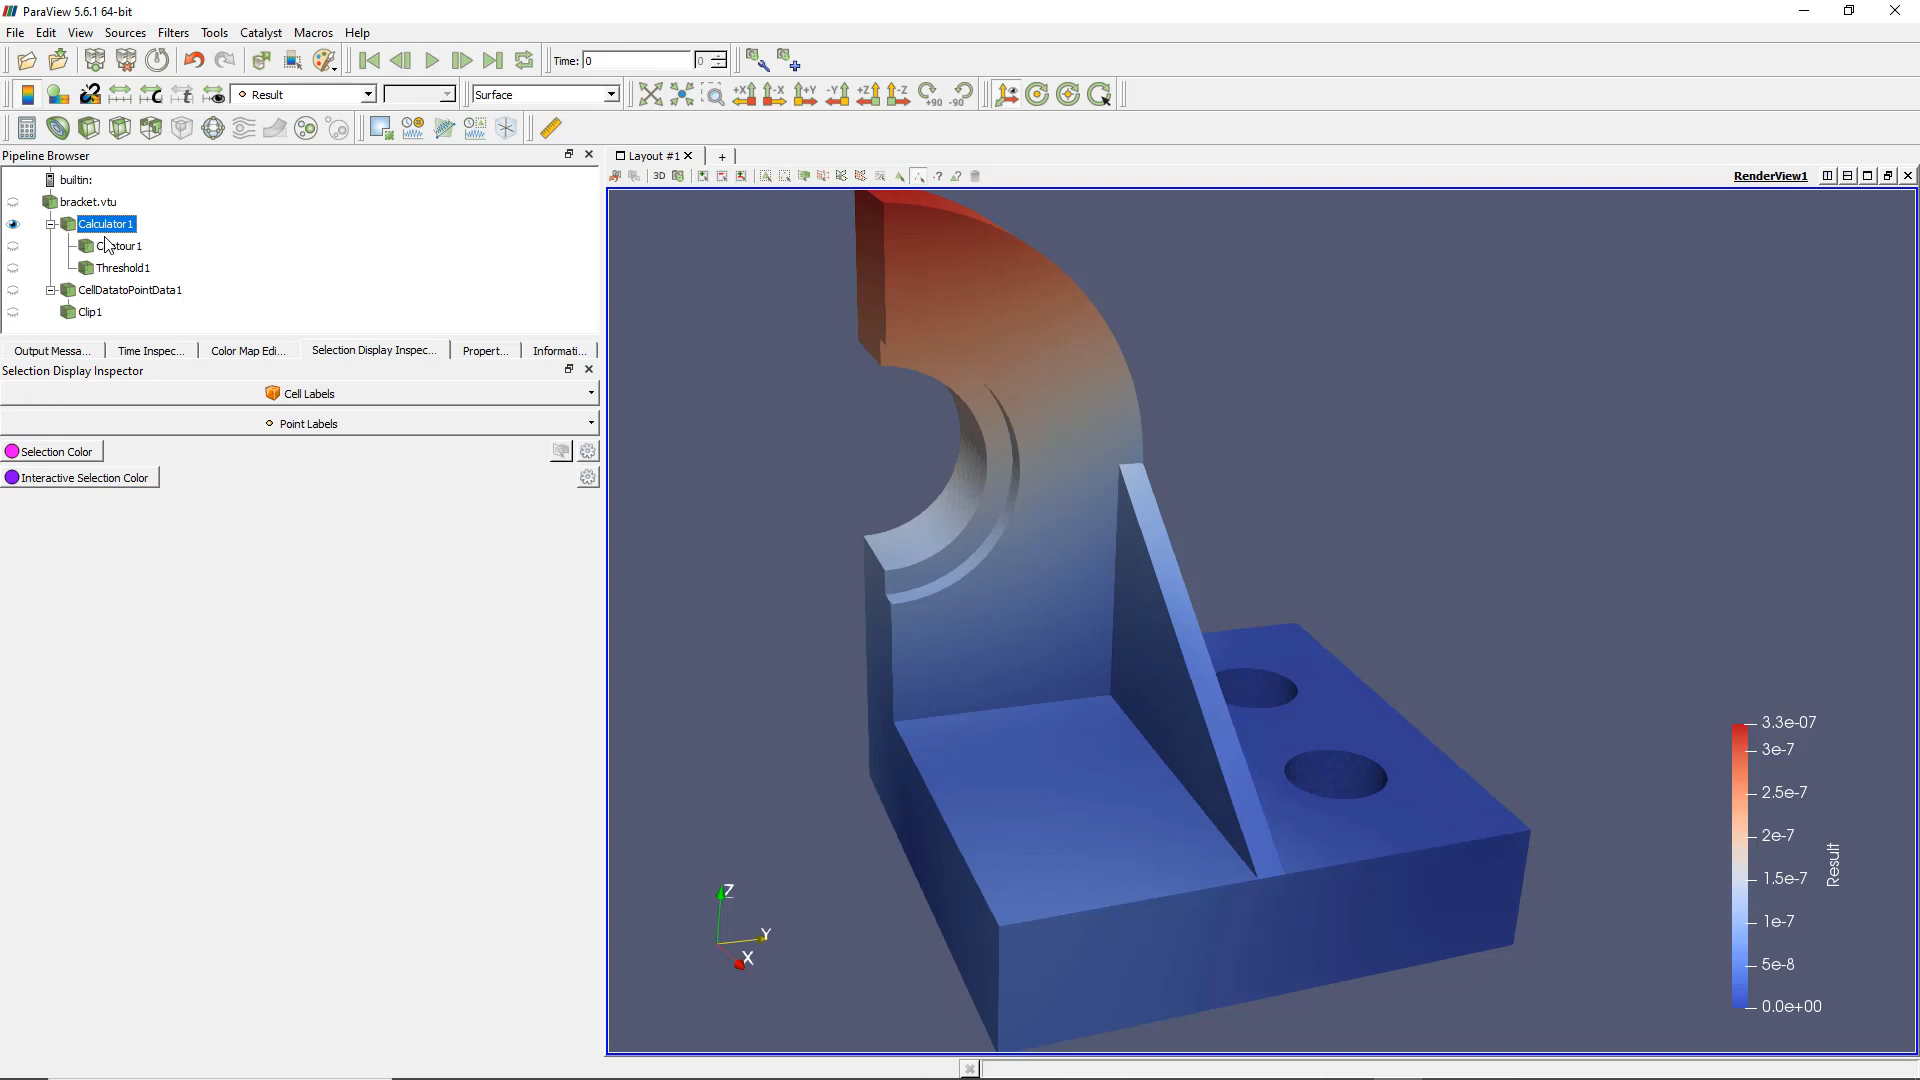 ParaView 5.6.1 64-bit
File Edit View Sources Filters Tools Catalyst Macros Help
Time: 0 0
Result Surface
+X -X +Y -Y +Z -Z +90 -90
Pipeline Browser
Layout #1 +
builtin:
3D
RenderView1
bracket.vtu
Calculator1
Contour1
Threshold1
CellDatatoPointData1
Clip1
Output Messa... Time Inspec... Color Map Edi... Selection Display Inspec... Propert... Informati...
Selection Display Inspector
Cell Labels
Point Labels
Selection Color
Interactive Selection Color
3.3e-07
3e-7
2.5e-7
2e-7
1.5e-7
1e-7
5e-8
0.0e+00
Result
Z
Y
X